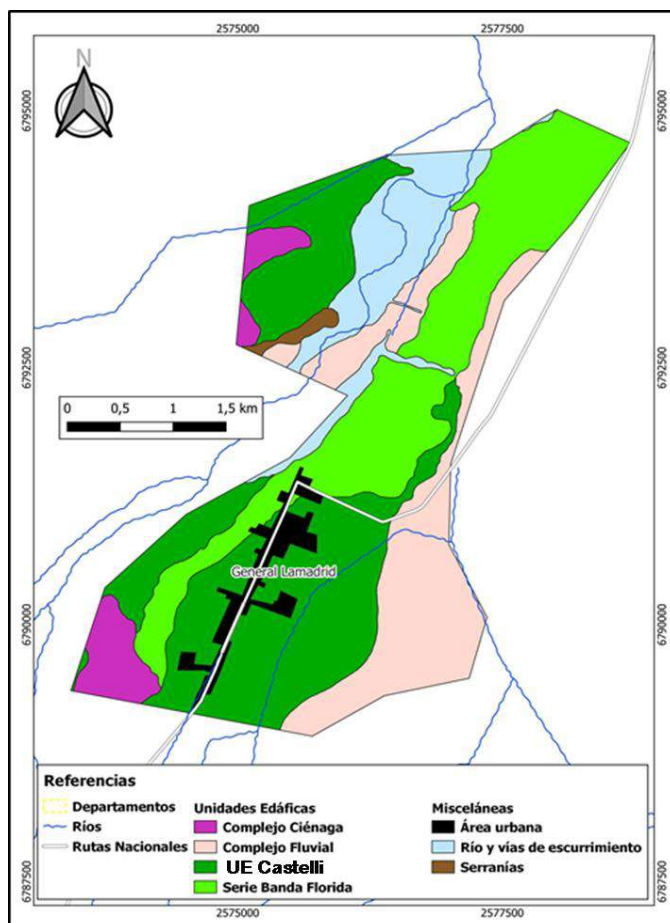 2575000 2577500
N
6795000 6795000
6792500 6792500
0 0,5 1 1,5 km
General Lamadrid
6790000 6790000
Referencias
Departamentos
Ríos
Rutas Nacionales
Unidades Edáficas
Complejo Ciénaga
Complejo Fluvial
UE Castelli
Serie Banda Florida
Misceláneas
Área urbana
Río y vías de escurrimiento
Serranías
6787500 6787500
2575000 2577500